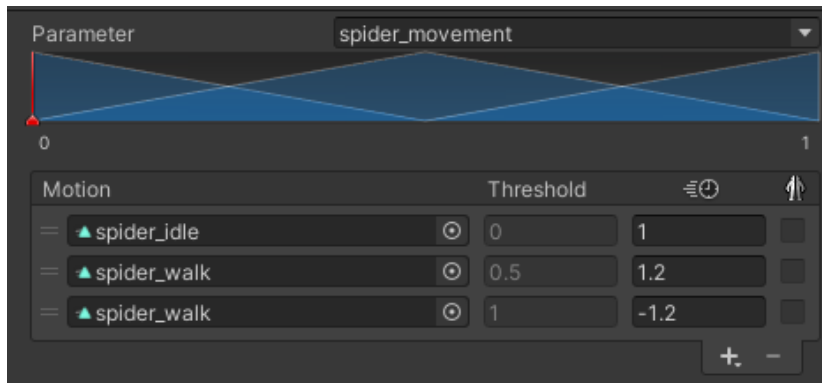 Parameter spider_movement
0 1
Motion Threshold
spider_idle 0 1
spider_walk 0.5 1.2
spider_walk 1 -1.2